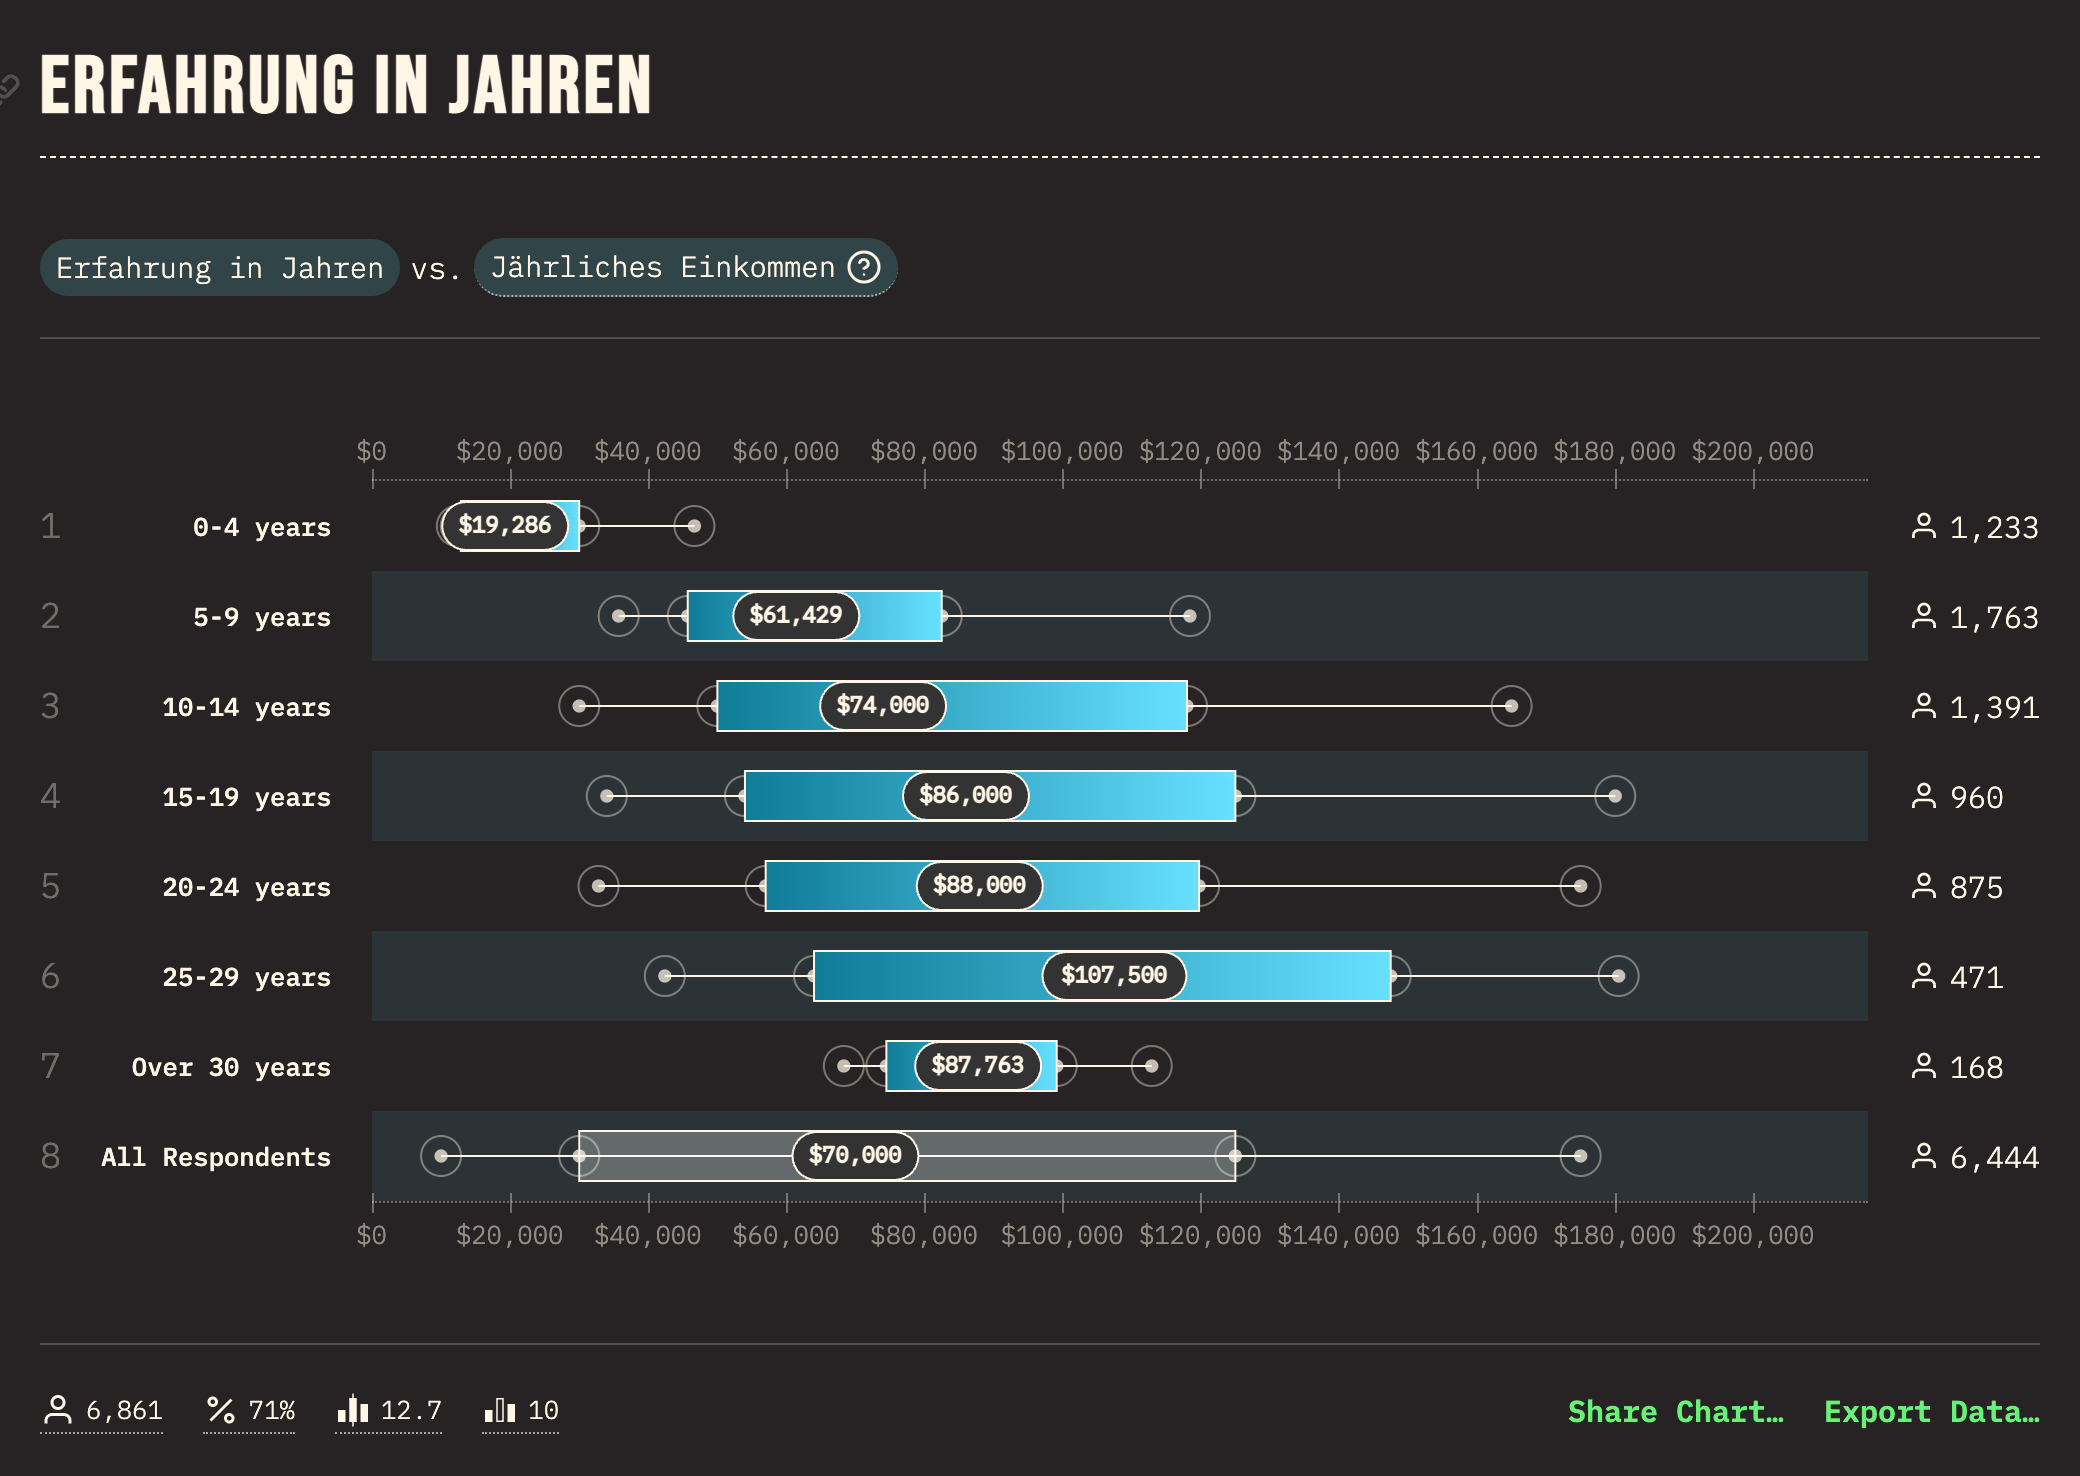 ERFAHRUNG IN JAHREN
Erfahrung in Jahren vs. Jährliches Einkommen ?
$0 $20,000 $40,000 $60,000 $80,000 $100,000 $120,000 $140,000 $160,000 $180,000 $200,000
1 0-4 years $19,286 1,233
2 5-9 years $61,429 1,763
3 10-14 years $74,000 1,391
4 15-19 years $86,000 960
5 20-24 years $88,000 875
6 25-29 years $107,500 471
7 Over 30 years $87,763 168
8 All Respondents $70,000 6,444
$0 $20,000 $40,000 $60,000 $80,000 $100,000 $120,000 $140,000 $160,000 $180,000 $200,000
6,861 71% 12.7 10 Share Chart… Export Data…